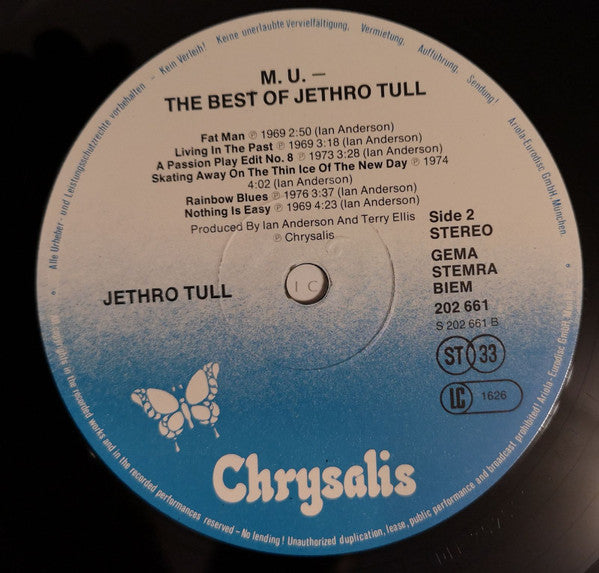 Alle Urheber- und Leistungsschutzrechte vorbehalten – Kein Verleih! Keine unerlaubte Vervielfältigung, Vermietung, Aufführung, Sendung! Ariola-Eurodisc GmbH, München.
M. U. –
THE BEST OF JETHRO TULL
Fat Man ℗ 1969 2:50 (Ian Anderson)
Living In The Past ℗ 1969 3:18 (Ian Anderson)
A Passion Play Edit No. 8 ℗ 1973 3:28 (Ian Anderson)
Skating Away On The Thin Ice Of The New Day ℗ 1974
4:02 (Ian Anderson)
Rainbow Blues ℗ 1976 3:37 (Ian Anderson)
Nothing Is Easy ℗ 1969 4:23 (Ian Anderson)
Produced By Ian Anderson And Terry Ellis
℗ Chrysalis
Side 2
STEREO
GEMA
STEMRA
BIEM
202 661
S 202 661 B
JETHRO TULL
ST 33
LC 1626
Chrysalis
in the recorded works and in the recorded performances reserved – No lending! Unauthorized duplication, lease, public performance and broadcast prohibited! Ariola-Eurodisc GmbH